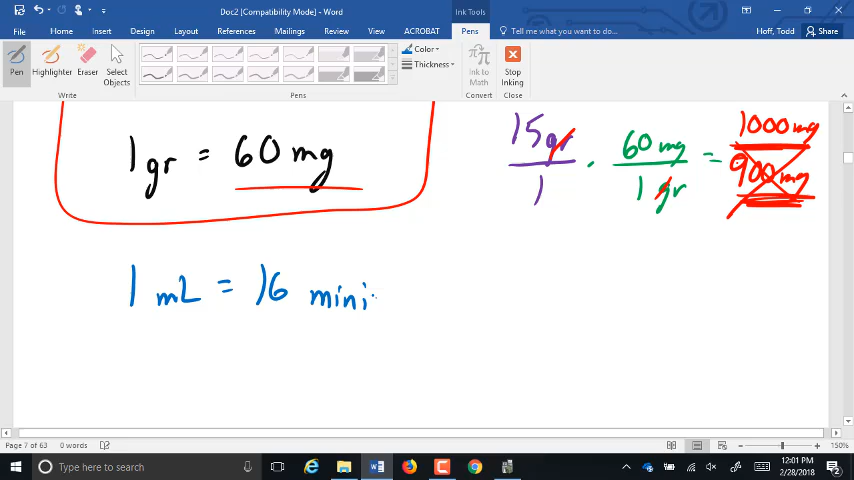 Doc2 [Compatibility Mode] - Word
Ink Tools
File Home Insert Design Layout References Mailings Review View ACROBAT Pens Tell me what you want to do... Hoff, Todd Share
Pen Highlighter Eraser Select Objects
Color
Thickness
Ink to Math
Stop Inking
Write Pens Convert Close
1 gr = 60 mg
15gr / 1 · 60 mg / 1 gr = 1000 mg
900 mg
1 mL = 16 mini
Page 7 of 63 0 words 150%
Type here to search
12:01 PM
2/28/2018
2